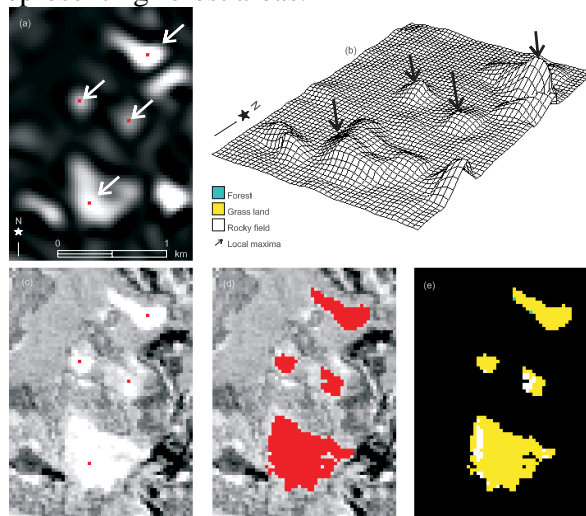 (a)
N
0
1
km
(b)
N
Forest
Grass land
Rocky field
Local maxima
(c)
(d)
(e)